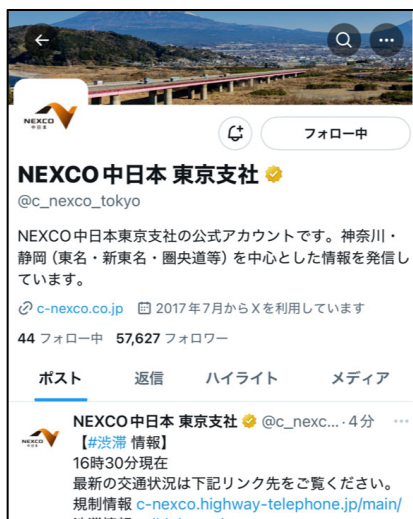 NEXCO
中日本
フォロー中
NEXCO中日本 東京支社
@c_nexco_tokyo
NEXCO中日本東京支社の公式アカウントです。神奈川・
静岡（東名・新東名・圏央道等）を中心とした情報を発信し
ています。
c-nexco.co.jp 2017年7月からXを利用しています
44 フォロー中 57,627 フォロワー
ポスト 返信 ハイライト メディア
NEXCO中日本 東京支社 @c_nexc... · 4分
NEXCO
【#渋滞 情報】
16時30分現在
最新の交通状況は下記リンク先をご覧ください。
規制情報 c-nexco.highway-telephone.jp/main/